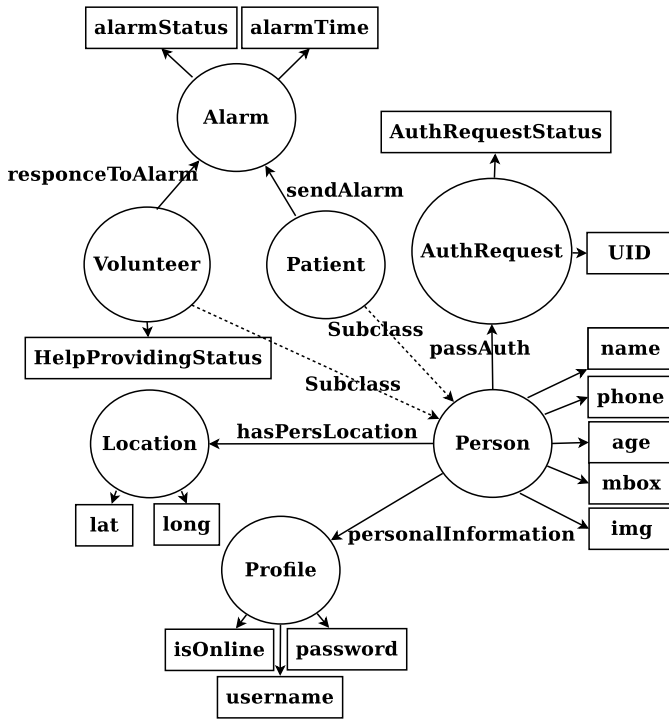 alarmStatus
alarmTime
Alarm
AuthRequestStatus
responceToAlarm
sendAlarm
Volunteer
Patient
AuthRequest
UID
HelpProvidingStatus
Subclass
passAuth
name
Subclass
phone
hasPersLocation
Location
Person
age
mbox
lat
long
personalInformation
img
Profile
isOnline
password
username